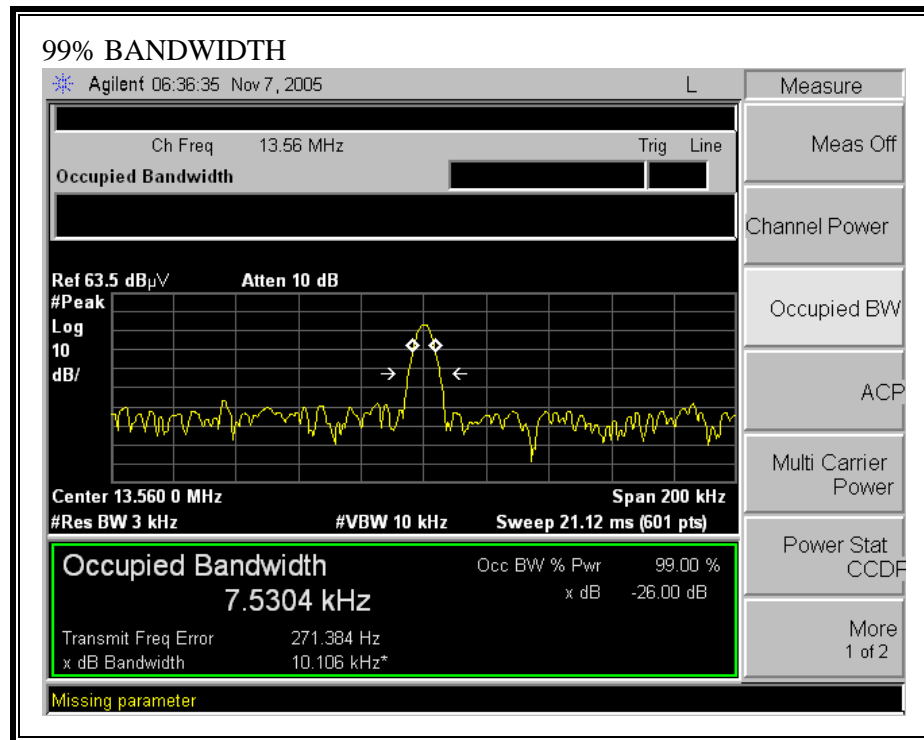 99% BANDWIDTH
Agilent 06:36:35 Nov 7, 2005 L
Measure
Ch Freq 13.56 MHz Trig Line
Occupied Bandwidth
Meas Off
Channel Power
Ref 63.5 dBμV Atten 10 dB
#Peak
Log
10
dB/
Occupied BW
ACP
Multi Carrier
Power
Center 13.560 0 MHz Span 200 kHz
#Res BW 3 kHz #VBW 10 kHz Sweep 21.12 ms (601 pts)
Occupied Bandwidth
7.5304 kHz
Occ BW % Pwr 99.00 %
x dB -26.00 dB
Transmit Freq Error 271.384 Hz
x dB Bandwidth 10.106 kHz*
Power Stat
CCDF
More
1 of 2
Missing parameter